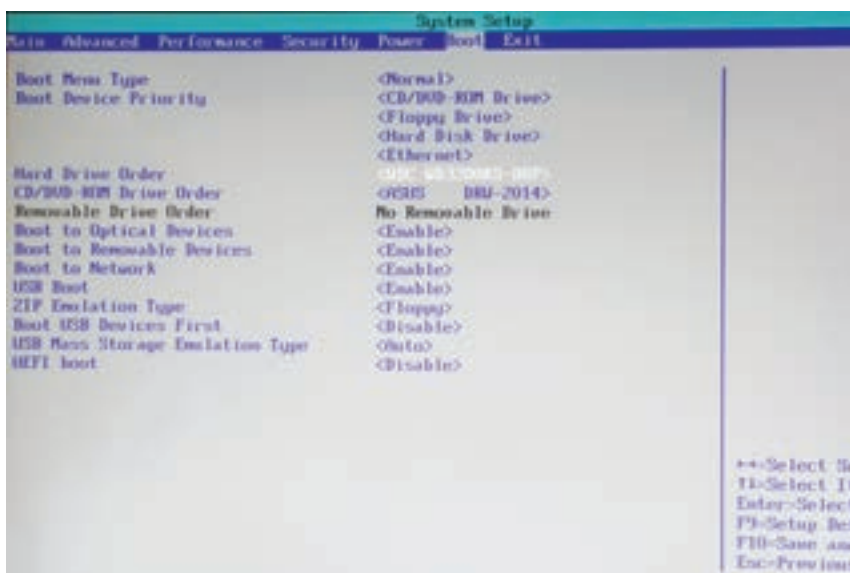 System Setup
Main Advanced Performance Security Power Boot Exit
Boot Menu Type <Normal>
Boot Device Priority <CD/DVD-ROM Drive>
<Floppy Drive>
<Hard Disk Drive>
<Ethernet>
Hard Drive Order
CD/DVD-ROM Drive Order <ASUS DRW-2014>
Removable Drive Order No Removable Drive
Boot to Optical Devices <Enable>
Boot to Removable Devices <Enable>
Boot to Network <Enable>
USB Boot <Enable>
ZIP Emulation Type <Floppy>
Boot USB Devices First <Disable>
USB Mass Storage Emulation Type <Auto>
UEFI boot <Disable>
=Select
=Select
Enter=Select
F9=Setup
F10=Save
Esc=Previous